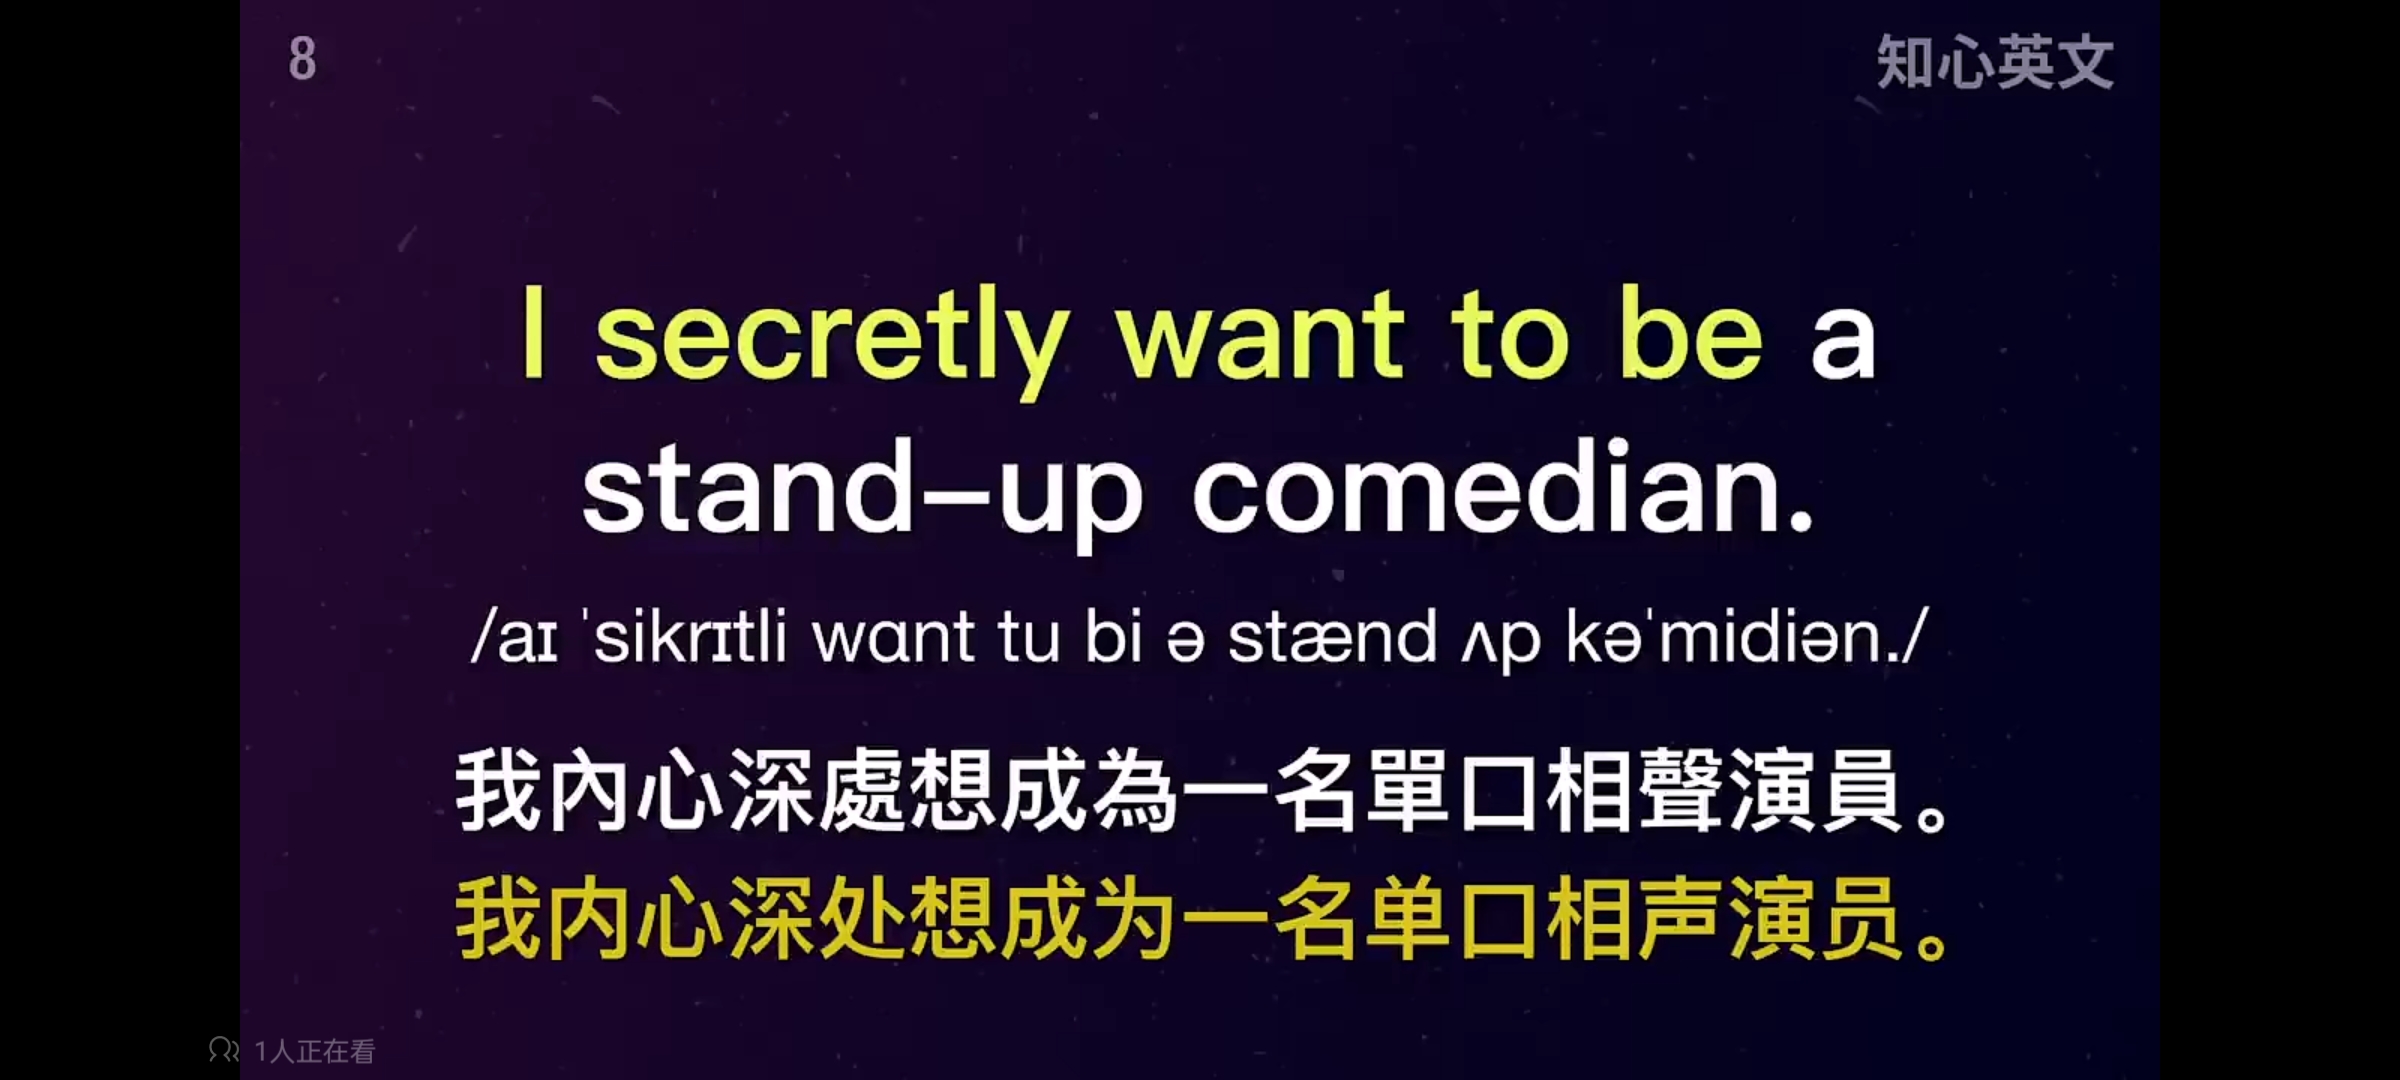 8
知心英文
I secretly want to be a
stand-up comedian.
/aɪ ˈsikrɪtli wɑnt tu bi ə stænd ʌp kəˈmidiən./
我內心深處想成為一名單口相聲演員。
我内心深处想成为一名单口相声演员。
1人正在看